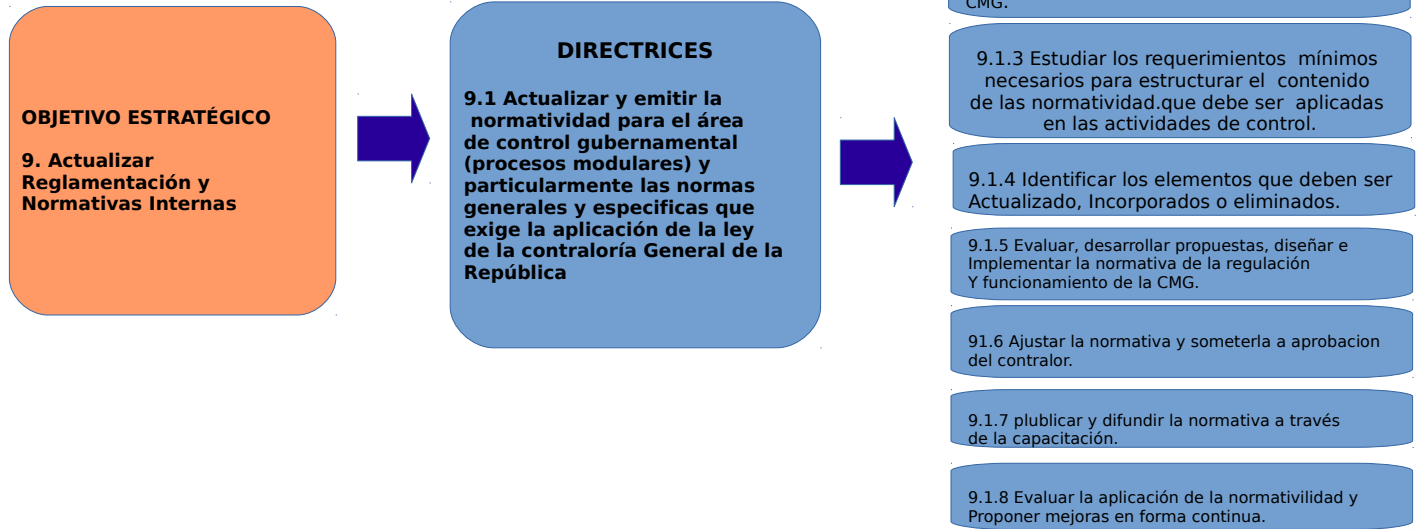 OBJETIVO ESTRATÉGICO
9. Actualizar
Reglamentación y
Normativas Internas
DIRECTRICES
9.1 Actualizar y emitir la
normatividad para el área
de control gubernamental
(procesos modulares) y
particularmente las normas
generales y especificas que
exige la aplicación de la ley
de la contraloría General de la
República
CMG.
9.1.3 Estudiar los requerimientos mínimos
necesarios para estructurar el contenido
de las normatividad.que debe ser aplicadas
en las actividades de control.
9.1.4 Identificar los elementos que deben ser
Actualizado, Incorporados o eliminados.
9.1.5 Evaluar, desarrollar propuestas, diseñar e
Implementar la normativa de la regulación
Y funcionamiento de la CMG.
91.6 Ajustar la normativa y someterla a aprobacion
del contralor.
9.1.7 plublicar y difundir la normativa a través
de la capacitación.
9.1.8 Evaluar la aplicación de la normativilidad y
Proponer mejoras en forma continua.